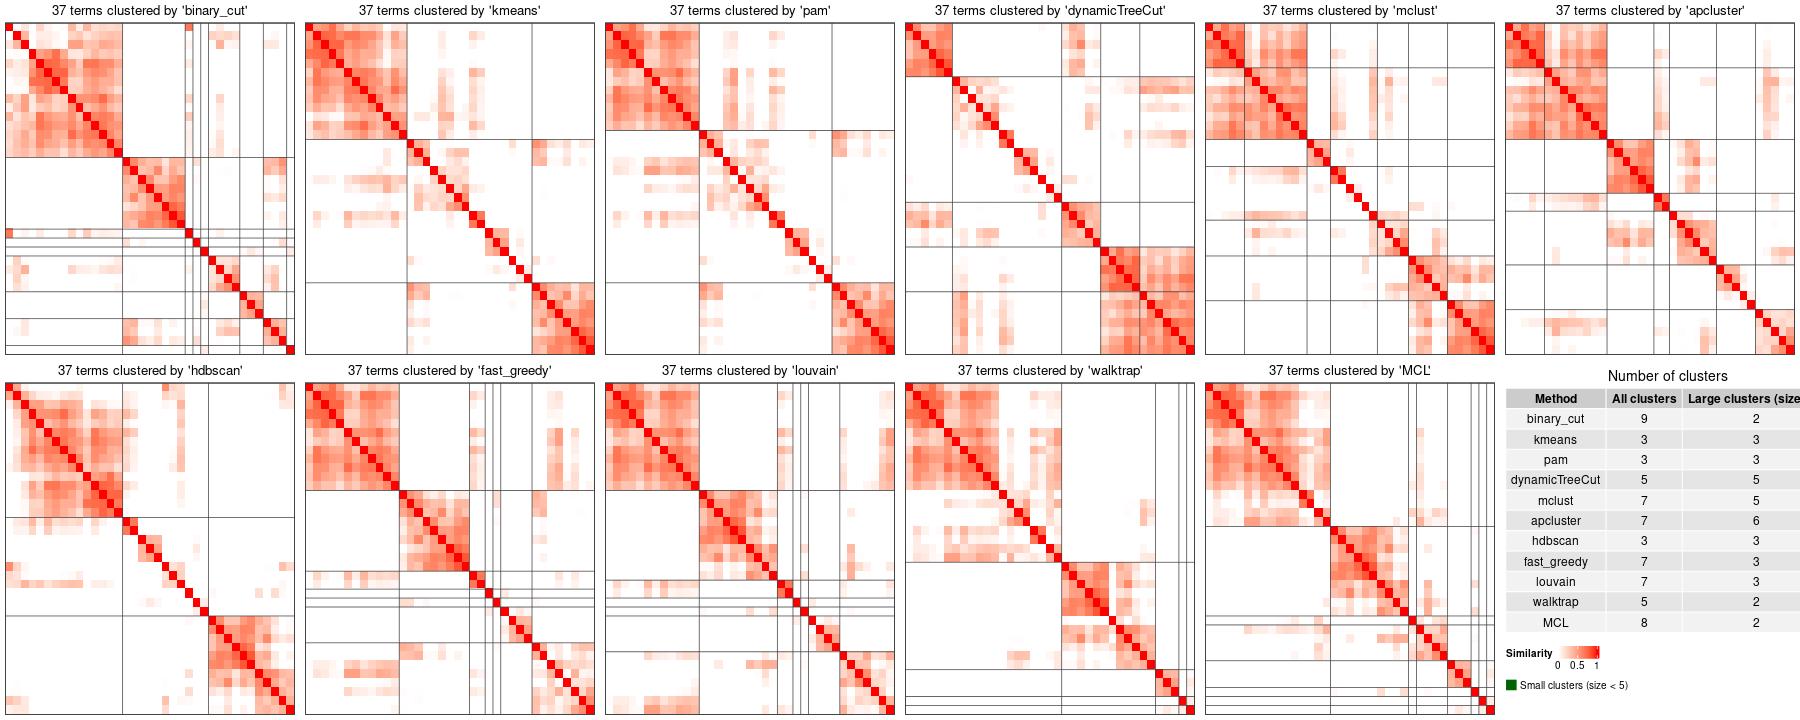 37 terms clustered by 'binary_cut'
37 terms clustered by 'kmeans'
37 terms clustered by 'pam'
37 terms clustered by 'dynamicTreeCut'
37 terms clustered by 'mclust'
37 terms clustered by 'apcluster'
37 terms clustered by 'hdbscan'
37 terms clustered by 'fast_greedy'
37 terms clustered by 'louvain'
37 terms clustered by 'walktrap'
37 terms clustered by 'MCL'
Number of clusters
Method All clusters Large clusters (size
binary_cut 9 2
kmeans 3 3
pam 3 3
dynamicTreeCut 5 5
mclust 7 5
apcluster 7 6
hdbscan 3 3
fast_greedy 7 3
louvain 7 3
walktrap 5 2
MCL 8 2
Similarity
0 0.5 1
Small clusters (size < 5)